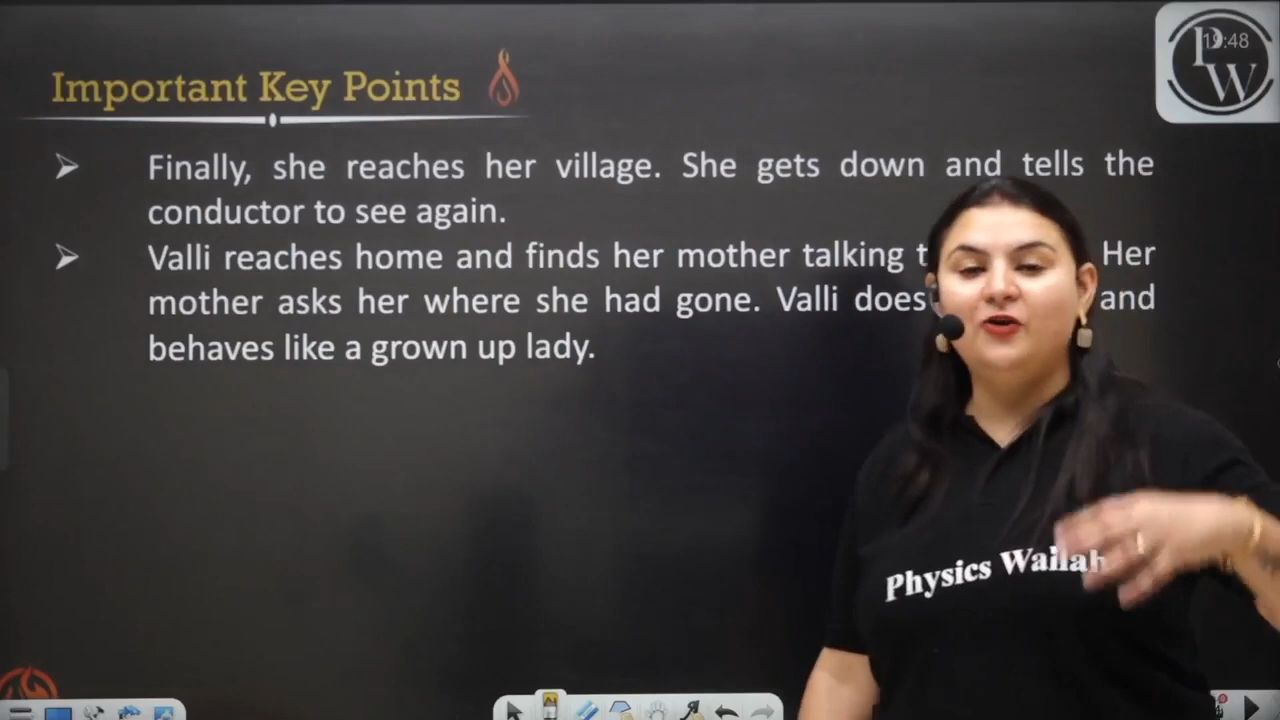 Important Key Points
PW
19:48
➢ Finally, she reaches her village. She gets down and tells the
conductor to see again.
➢ Valli reaches home and finds her mother talking Her
mother asks her where she had gone. Valli does and
behaves like a grown up lady.
Physics Wallah